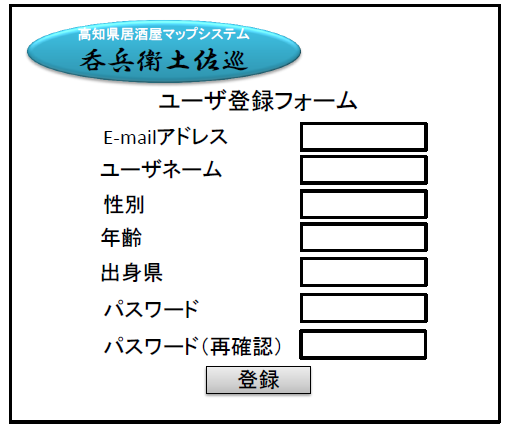 高知県居酒屋マップシステム
呑兵衛土佐巡
ユーザ登録フォーム
E-mailアドレス
ユーザネーム
性別
年齢
出身県
パスワード
パスワード（再確認）
登録